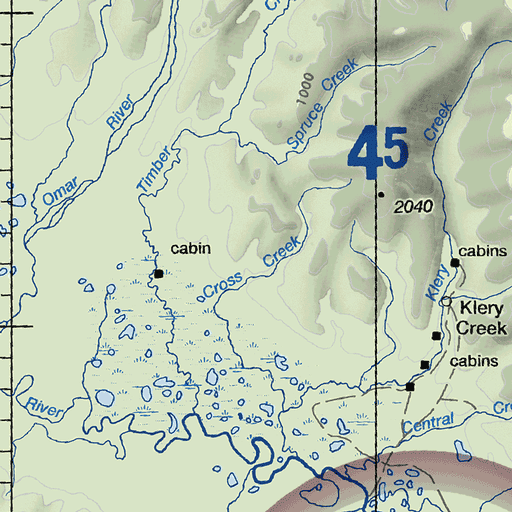 1000
Spruce Creek
River
Omar
Timber
45
Creek
2040
cabin
cabins
Cross Creek
Klery
Klery
Creek
cabins
River
Central